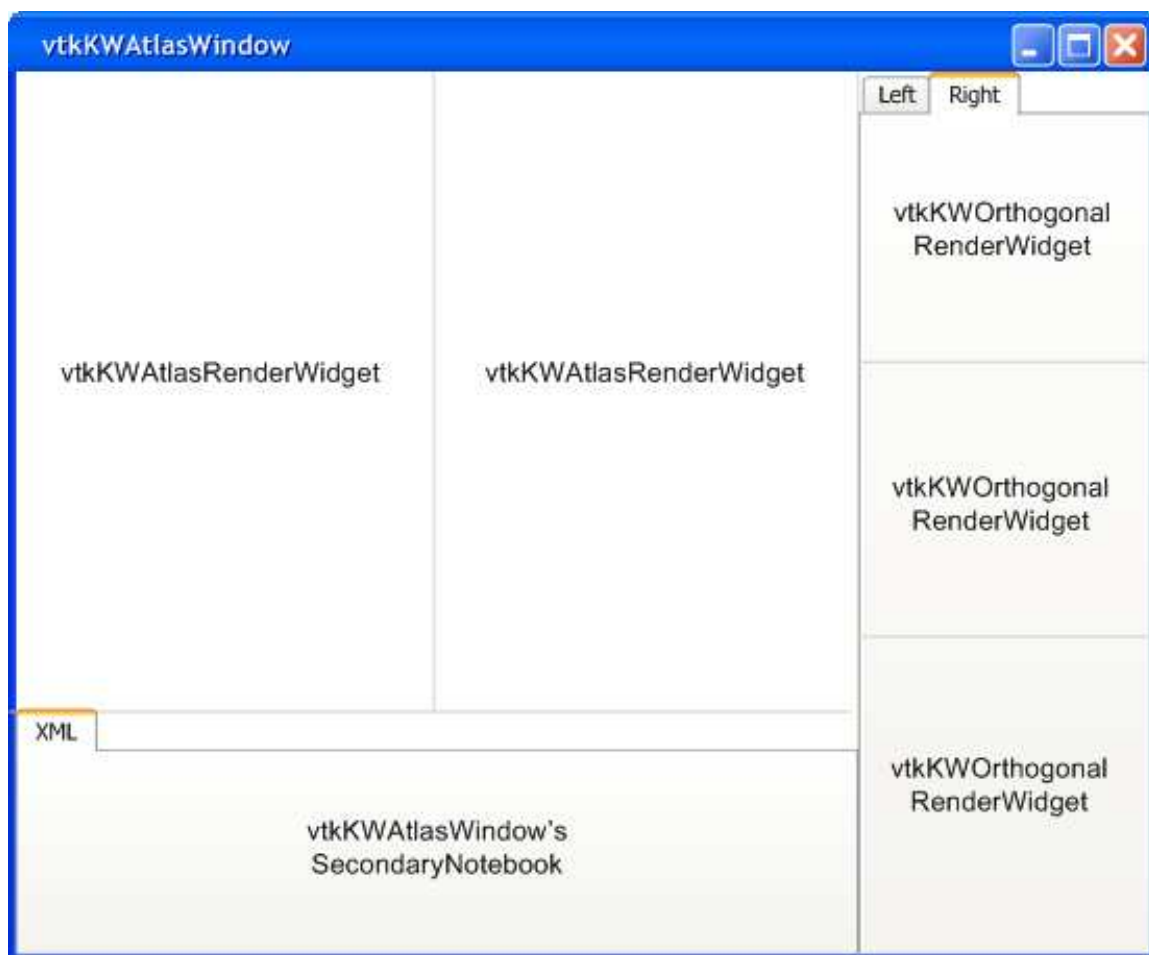 vtkKWAtlasWindow
Left Right
vtkKWOrthogonal
RenderWidget
vtkKWAtlasRenderWidget vtkKWAtlasRenderWidget
vtkKWOrthogonal
RenderWidget
XML
vtkKWOrthogonal
RenderWidget
vtkKWAtlasWindow's
SecondaryNotebook